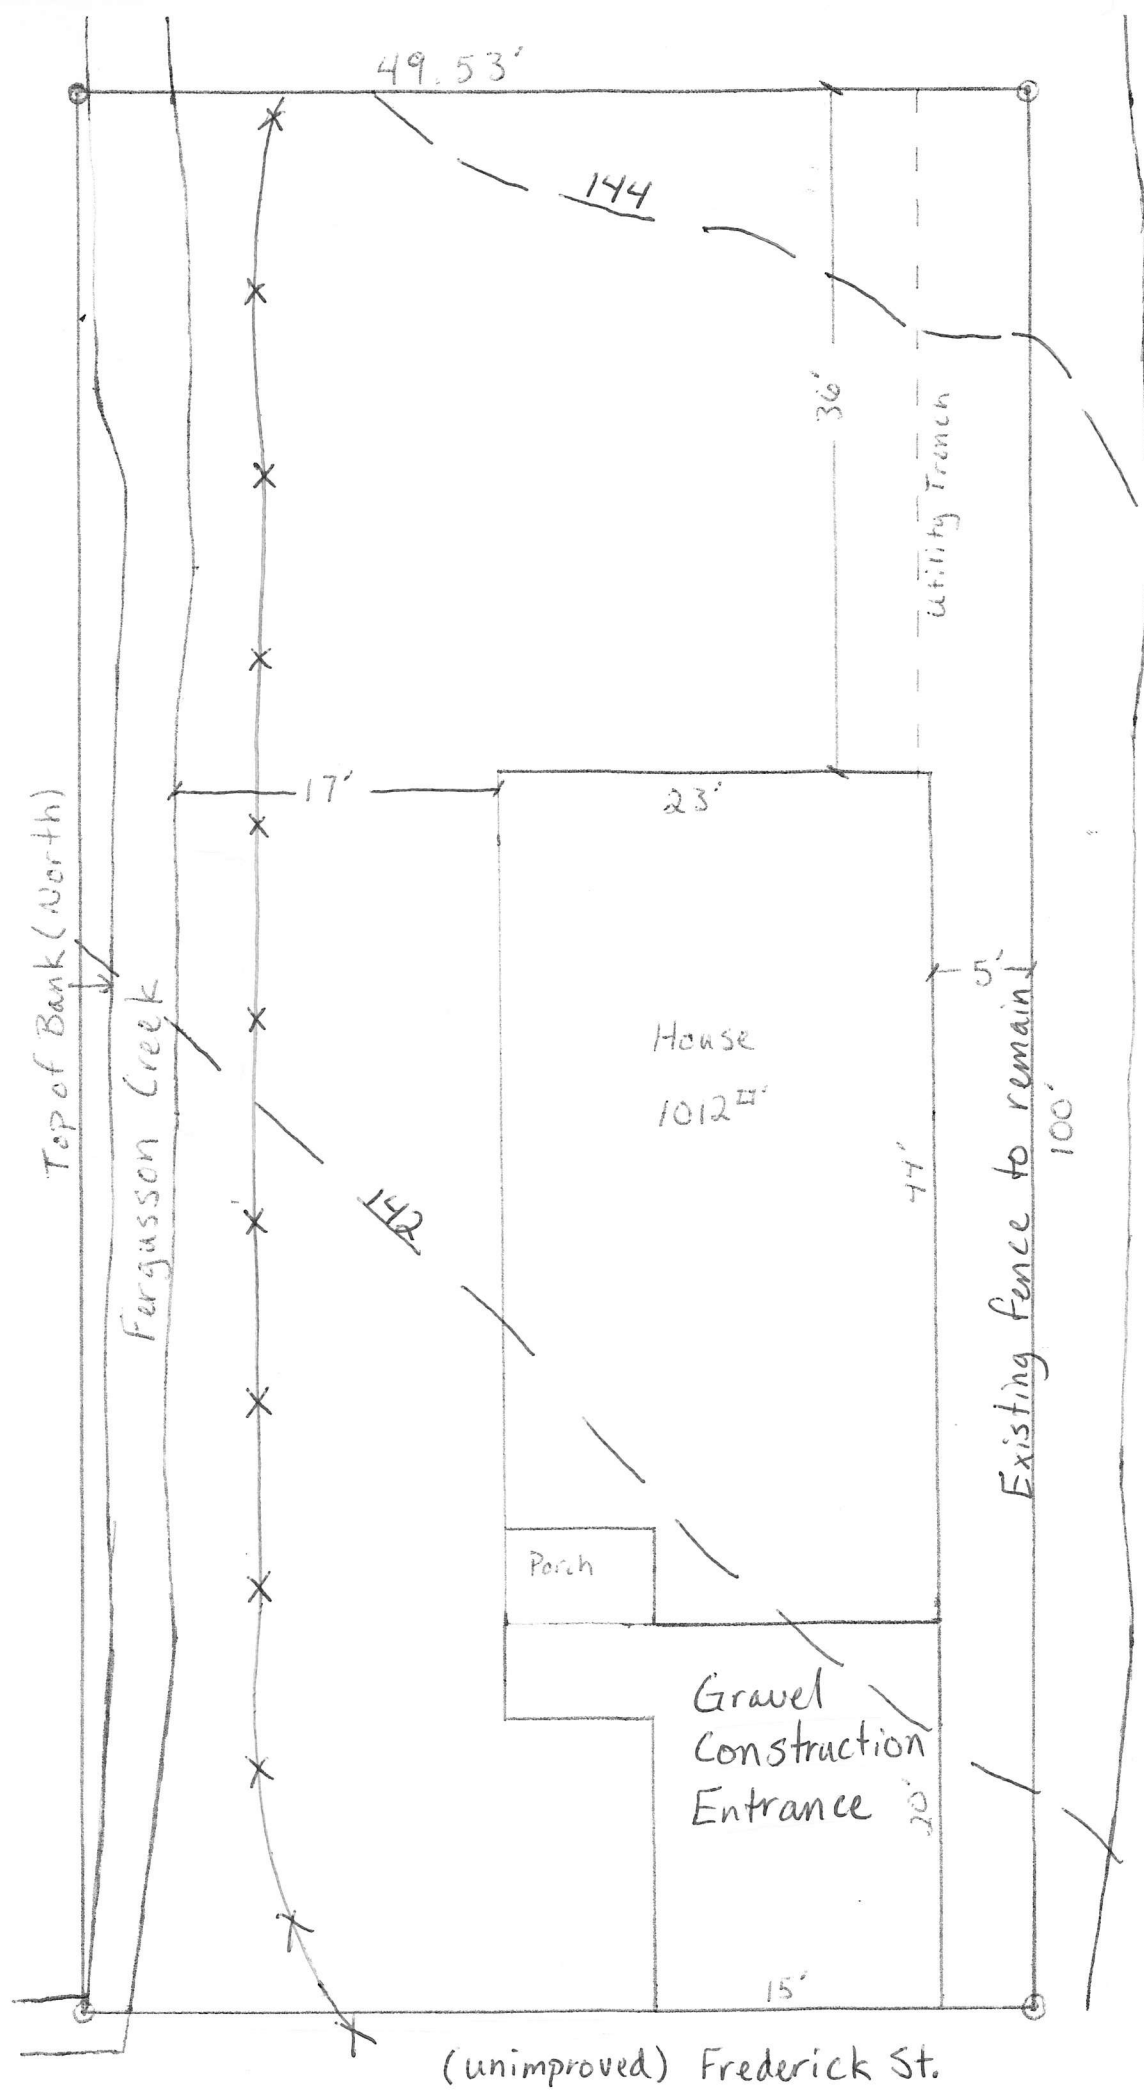 49.53'
144
36'
Utility Trench
17'
23'
Top of Bank (North)
Fergusson Creek
5'
House
1012□'
44'
Existing fence to remain
100'
142
Porch
Gravel
Construction
Entrance
20'
15'
(unimproved) Frederick St.